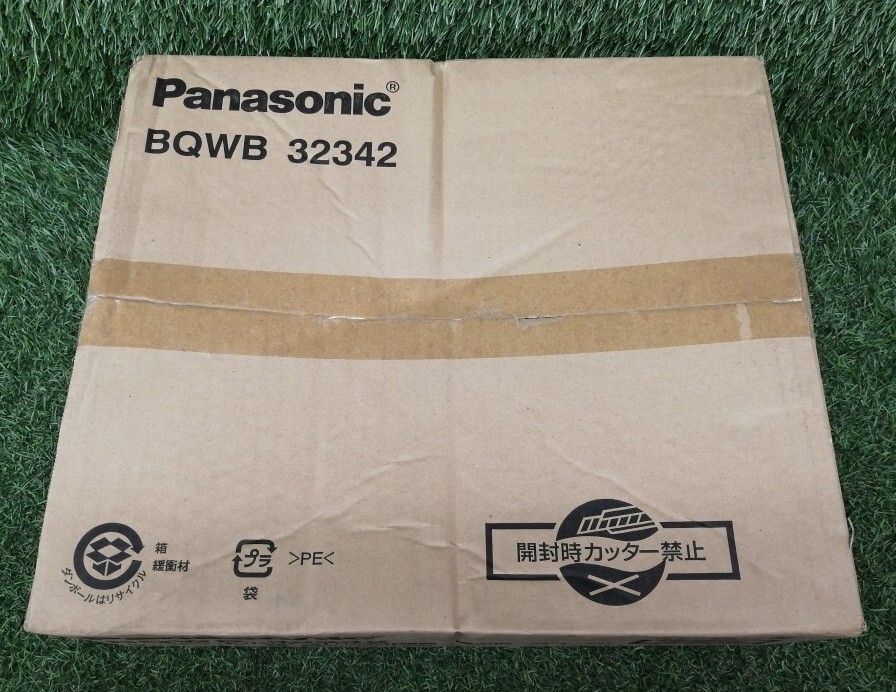 Panasonic®
BQWB 32342
箱
緩衝材
ダンボールはリサイクル
プラ
>PE<
袋
開封時カッター禁止